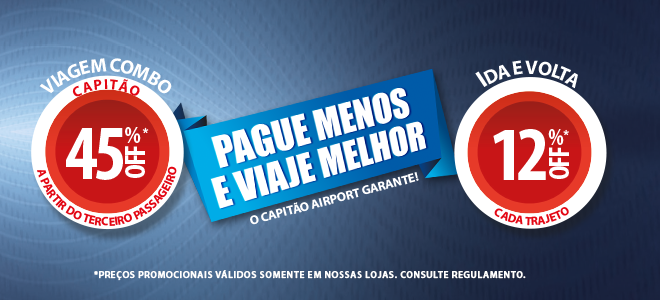 VIAGEM COMBO
CAPITÃO
45%* OFF
A PARTIR DO TERCEIRO PASSAGEIRO
PAGUE MENOS
E VIAJE MELHOR
O CAPITÃO AIRPORT GARANTE!
IDA E VOLTA
12%* OFF
CADA TRAJETO
*PREÇOS PROMOCIONAIS VÁLIDOS SOMENTE EM NOSSAS LOJAS. CONSULTE REGULAMENTO.